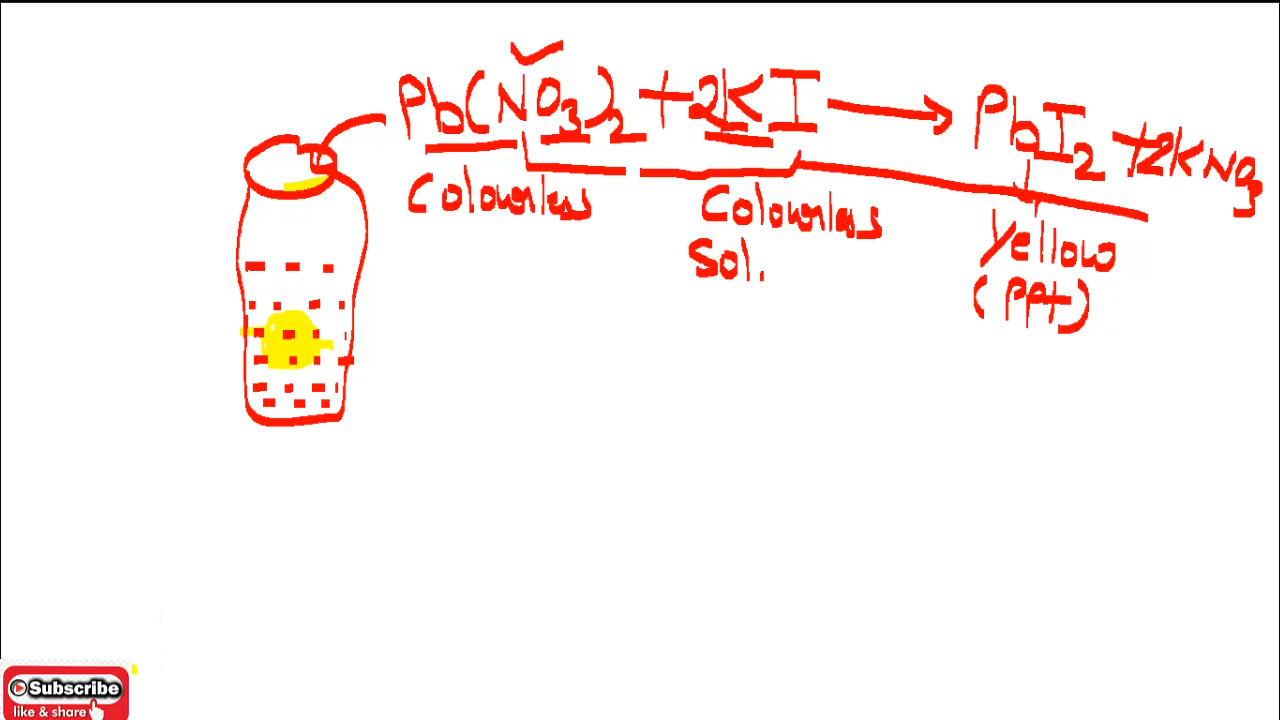 Pb(NO3)2 + 2KI → PbI2 + 2KNO3
Colourless
Colourless
Sol.
Yellow
(PPt)
Subscribe
like & share